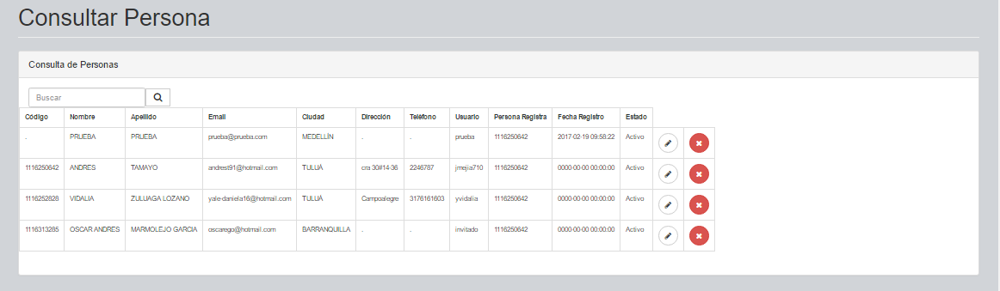 Consultar Persona
Consulta de Personas
Buscar
Código Nombre Apellido Email Ciudad Dirección Teléfono Usuario Persona Registra Fecha Registro Estado
. PRUEBA PRUEBA prueba@prueba.com MEDELLÍN . . prueba 1116250642 2017-02-19 09:58:22 Activo
1116250642 ANDRES TAMAYO andrest91@hotmail.com TULUÁ cra 30#14-36 2246787 jmejia710 1116250642 0000-00-00 00:00:00 Activo
1116252828 VIDALIA ZULUAGA LOZANO yale-daniela16@hotmail.com TULUÁ Campoalegre 3176161603 yvidalia 1116250642 0000-00-00 00:00:00 Activo
1116313285 OSCAR ANDRES MARMOLEJO GARCIA oscarego@hotmail.com BARRANQUILLA . . invitado 1116250642 0000-00-00 00:00:00 Activo